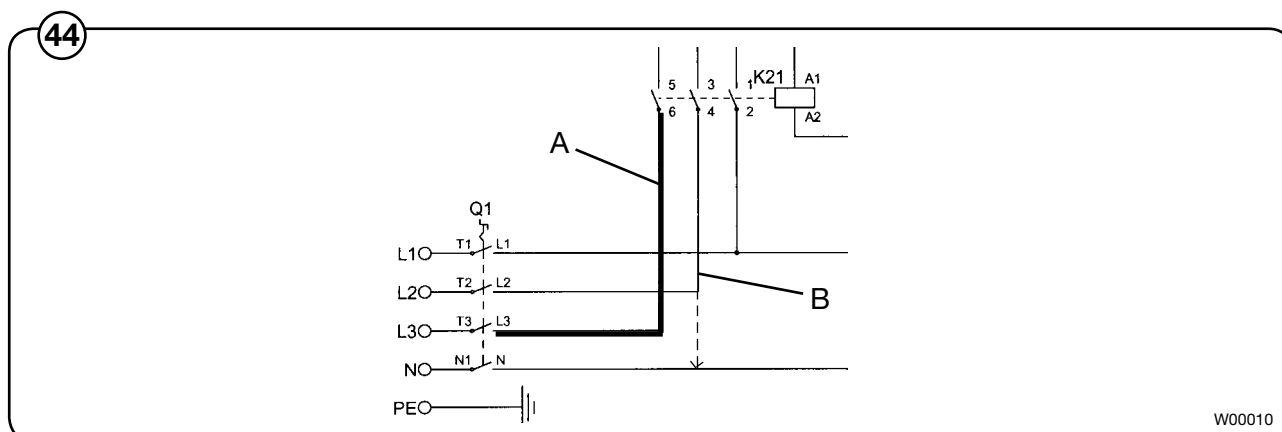 44
5 3 1 K21 A1
6 4 2 A2
A
Q1
L1 T1 L1
L2 T2 L2
B
L3 T3 L3
N N1 N
PE
W00010